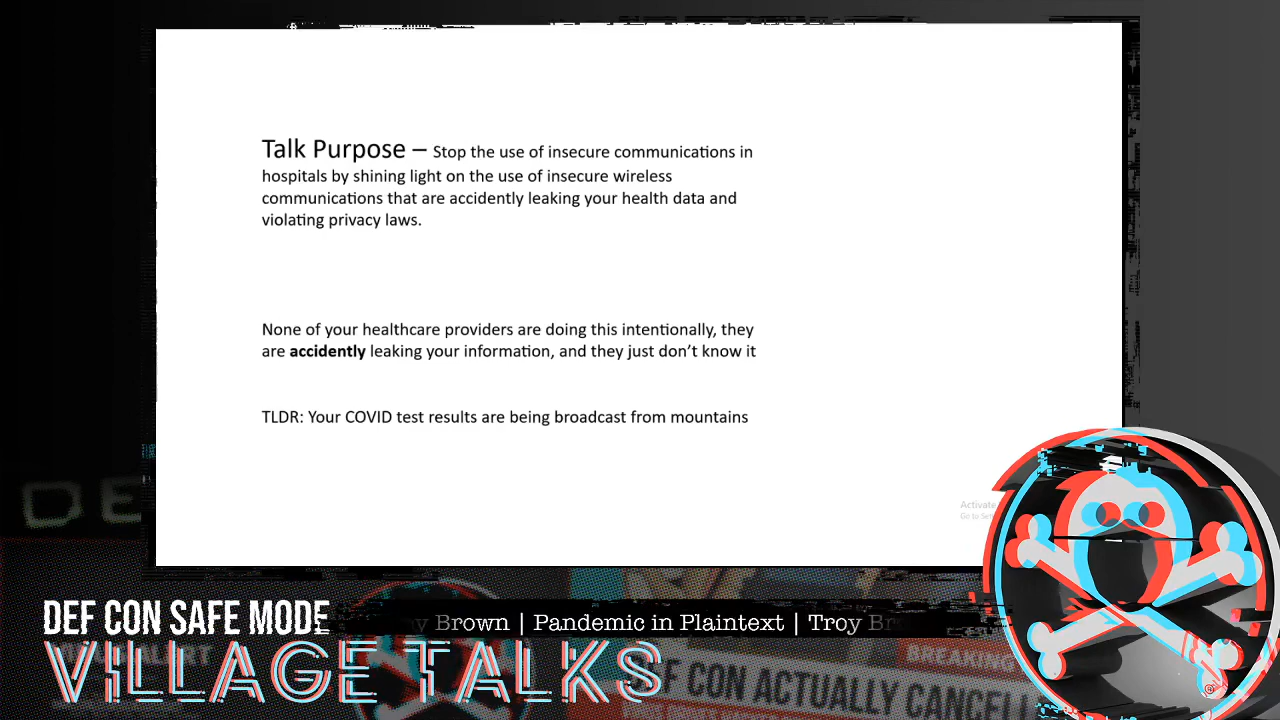 Talk Purpose – Stop the use of insecure communications in
hospitals by shining light on the use of insecure wireless
communications that are accidently leaking your health data and
violating privacy laws.
None of your healthcare providers are doing this intentionally, they
are accidently leaking your information, and they just don't know it
TLDR: Your COVID test results are being broadcast from mountains
Activate
DEF CON SAFE MODE
Brown | Pandemic in Plaintext | Troy Br
VILLAGE TALKS
BREAKING
DEF CON ACTUALLY CANCELL